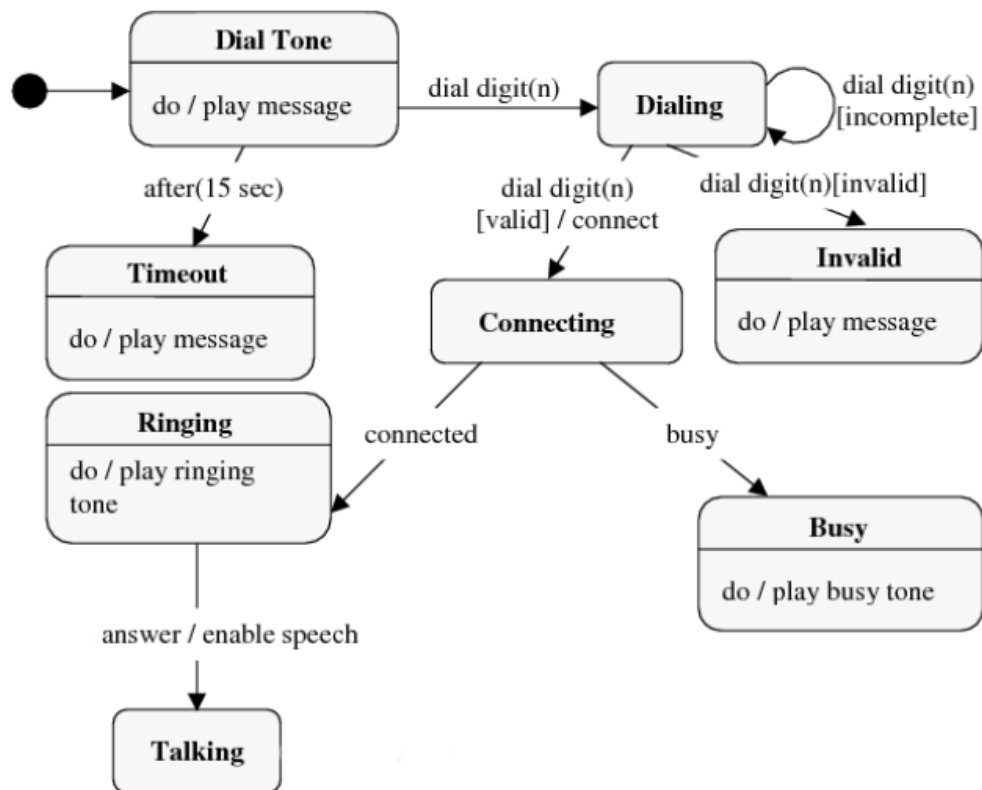 Dial Tone
do / play message
dial digit(n)
Dialing
dial digit(n)
[incomplete]
after(15 sec)
dial digit(n)
[valid] / connect
dial digit(n)[invalid]
Timeout
do / play message
Connecting
Invalid
do / play message
Ringing
do / play ringing
tone
connected
busy
Busy
do / play busy tone
answer / enable speech
Talking